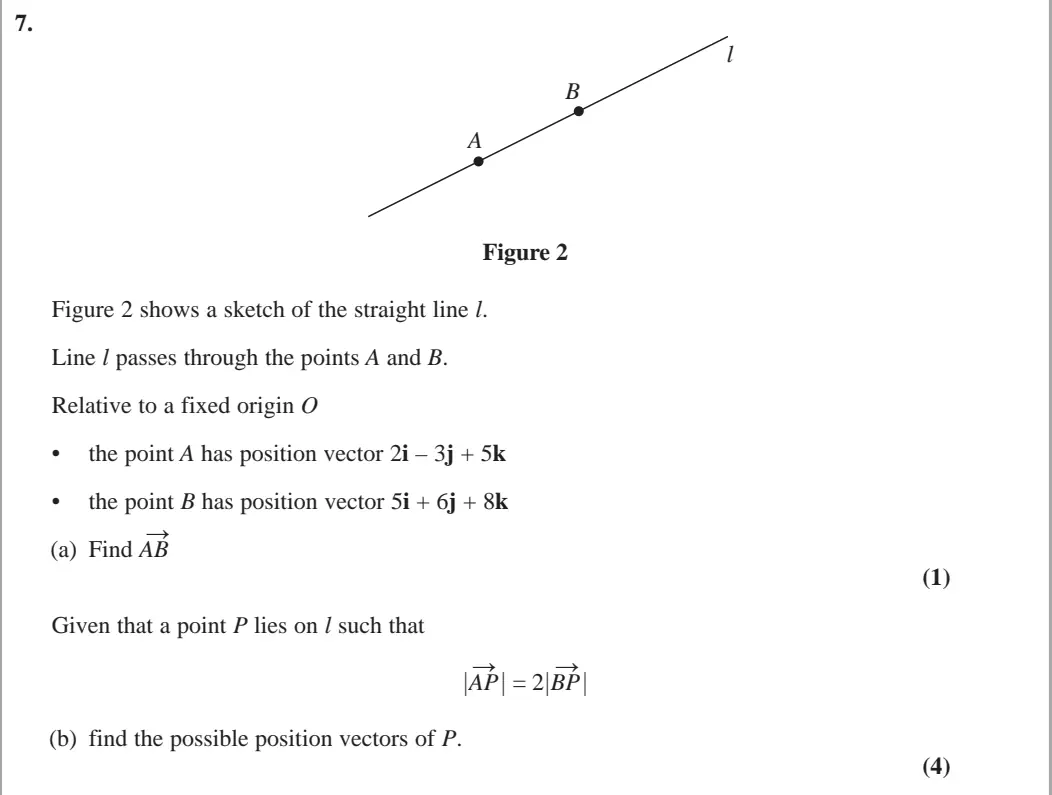 7.
l
B
A
Figure 2
Figure 2 shows a sketch of the straight line l.
Line l passes through the points A and B.
Relative to a fixed origin O
• the point A has position vector 2i – 3j + 5k
• the point B has position vector 5i + 6j + 8k
(a) Find $\overrightarrow{AB}$
(1)
Given that a point P lies on l such that
$|\overrightarrow{AP}| = 2|\overrightarrow{BP}|$
(b) find the possible position vectors of P.
(4)